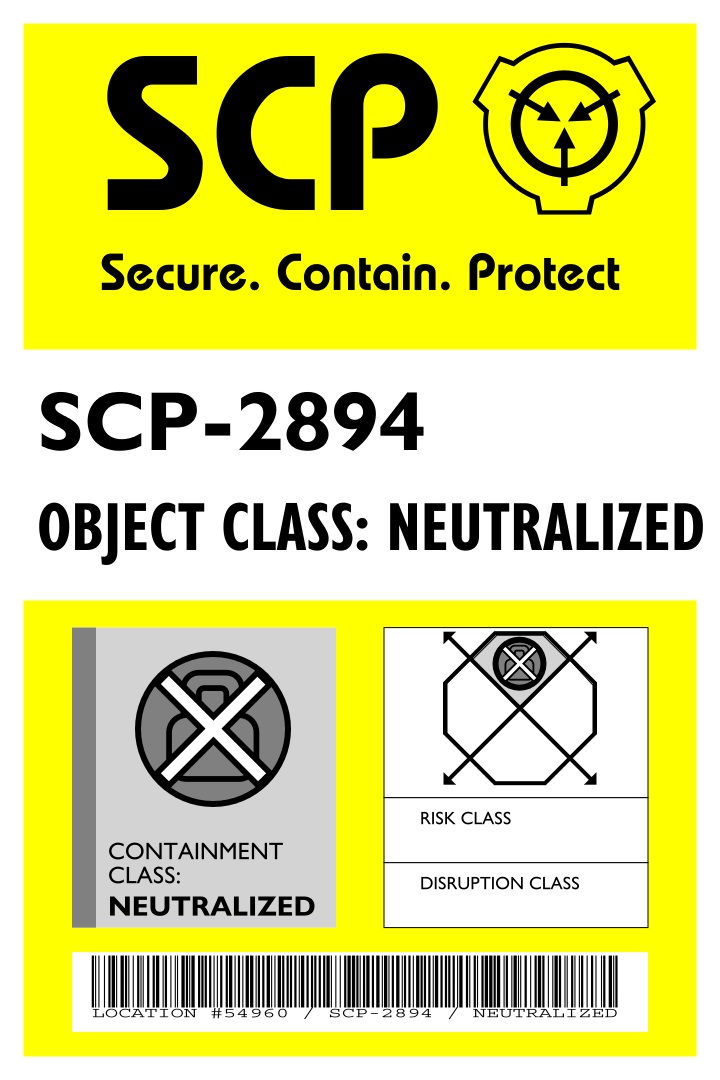 SCP
Secure. Contain. Protect
SCP-2894
OBJECT CLASS: NEUTRALIZED
CONTAINMENT
CLASS:
NEUTRALIZED
RISK CLASS
DISRUPTION CLASS
LOCATION #54960 / SCP-2894 / NEUTRALIZED